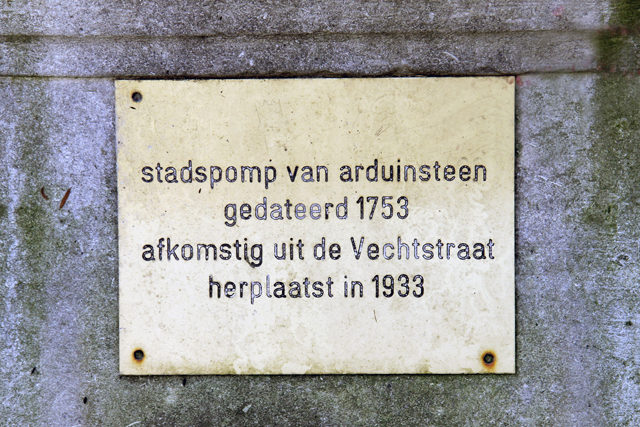 stadspomp van arduinsteen
gedateerd 1753
afkomstig uit de Vechtstraat
herplaatst in 1933